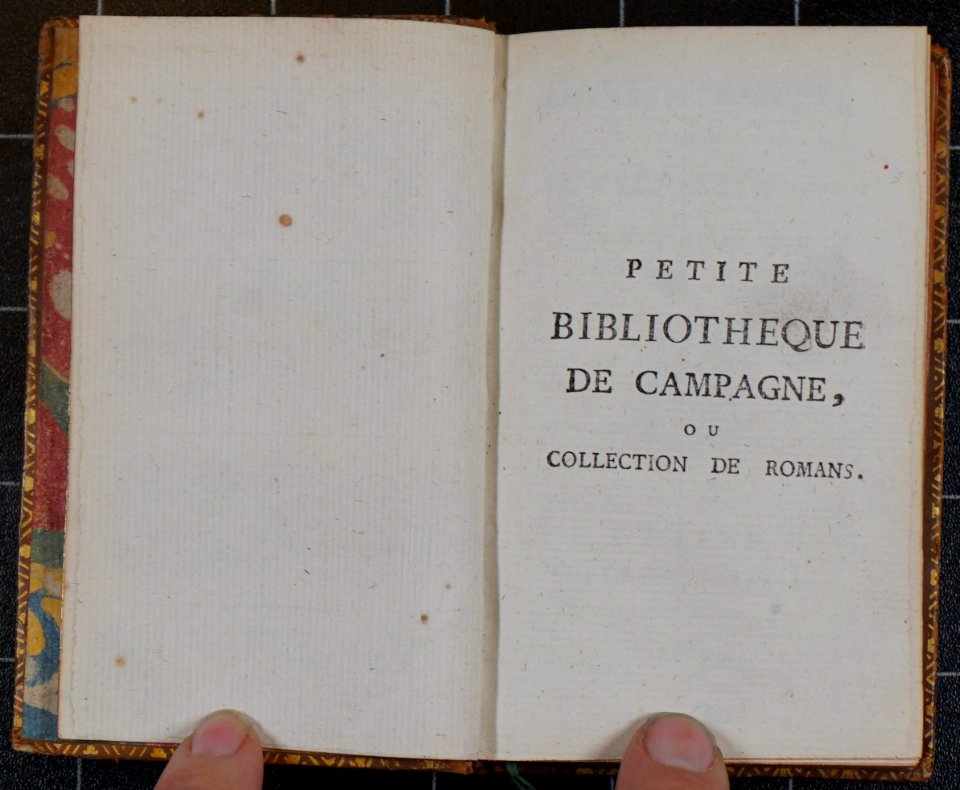 PETITE
BIBLIOTHEQUE
DE CAMPAGNE,
OU
COLLECTION DE ROMANS.